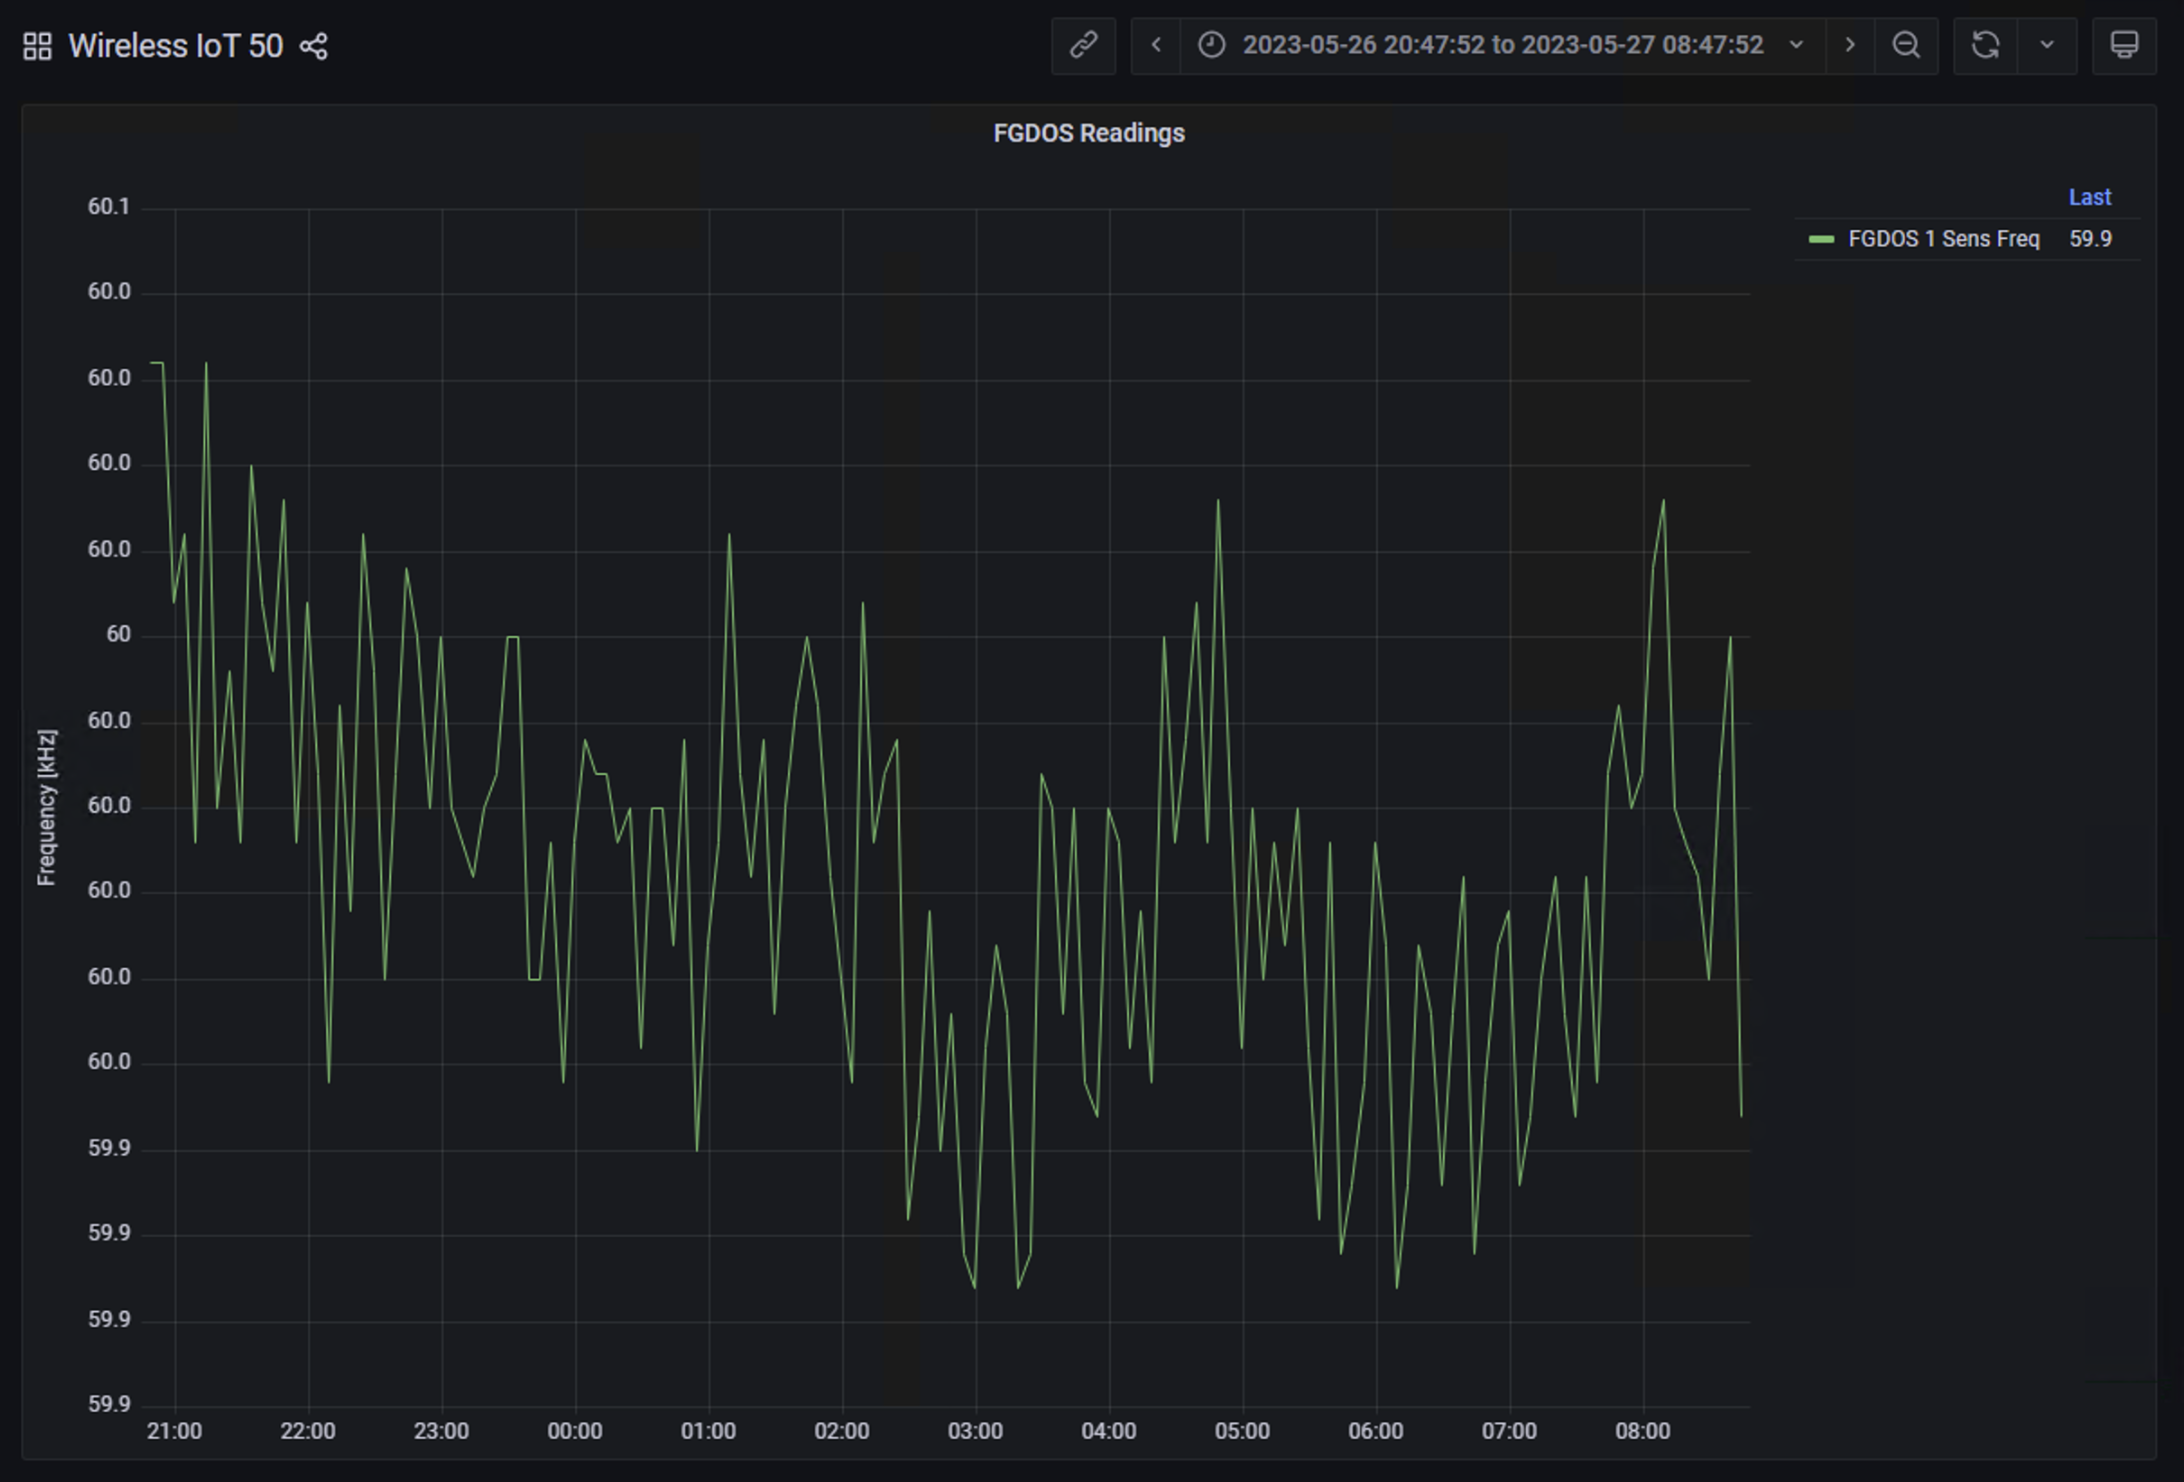 Wireless IoT 50
2023-05-26 20:47:52 to 2023-05-27 08:47:52
FGDOS Readings
Last
FGDOS 1 Sens Freq 59.9
Frequency [kHz]
60.1
60.0
60.0
60.0
60.0
60
60.0
60.0
60.0
60.0
60.0
59.9
59.9
59.9
59.9
21:00 22:00 23:00 00:00 01:00 02:00 03:00 04:00 05:00 06:00 07:00 08:00